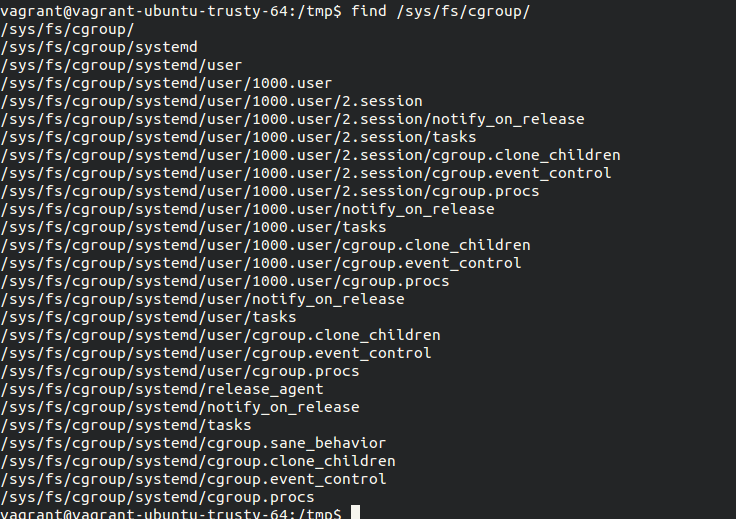 vagrant@vagrant-ubuntu-trusty-64:/tmp$ find /sys/fs/cgroup/
/sys/fs/cgroup/
/sys/fs/cgroup/systemd
/sys/fs/cgroup/systemd/user
/sys/fs/cgroup/systemd/user/1000.user
/sys/fs/cgroup/systemd/user/1000.user/2.session
/sys/fs/cgroup/systemd/user/1000.user/2.session/notify_on_release
/sys/fs/cgroup/systemd/user/1000.user/2.session/tasks
/sys/fs/cgroup/systemd/user/1000.user/2.session/cgroup.clone_children
/sys/fs/cgroup/systemd/user/1000.user/2.session/cgroup.event_control
/sys/fs/cgroup/systemd/user/1000.user/2.session/cgroup.procs
/sys/fs/cgroup/systemd/user/1000.user/notify_on_release
/sys/fs/cgroup/systemd/user/1000.user/tasks
/sys/fs/cgroup/systemd/user/1000.user/cgroup.clone_children
/sys/fs/cgroup/systemd/user/1000.user/cgroup.event_control
/sys/fs/cgroup/systemd/user/1000.user/cgroup.procs
/sys/fs/cgroup/systemd/user/notify_on_release
/sys/fs/cgroup/systemd/user/tasks
/sys/fs/cgroup/systemd/user/cgroup.clone_children
/sys/fs/cgroup/systemd/user/cgroup.event_control
/sys/fs/cgroup/systemd/user/cgroup.procs
/sys/fs/cgroup/systemd/release_agent
/sys/fs/cgroup/systemd/notify_on_release
/sys/fs/cgroup/systemd/tasks
/sys/fs/cgroup/systemd/cgroup.sane_behavior
/sys/fs/cgroup/systemd/cgroup.clone_children
/sys/fs/cgroup/systemd/cgroup.event_control
/sys/fs/cgroup/systemd/cgroup.procs
vagrant@vagrant-ubuntu-trusty-64:/tmp$